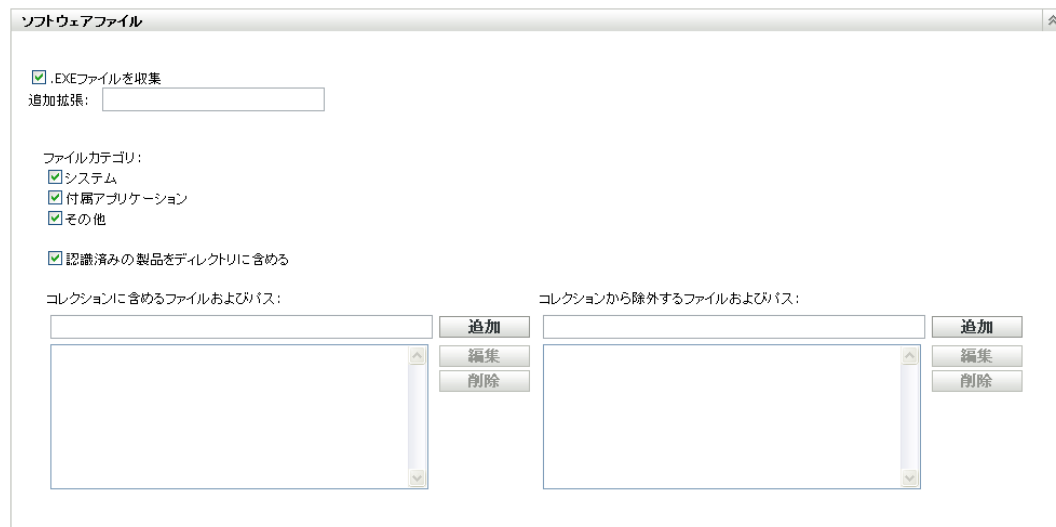 ソフトウェアファイル
.EXEファイルを収集
追加拡張:
ファイルカテゴリ:
システム
付属アプリケーション
その他
認識済みの製品をディレクトリに含める
コレクションに含めるファイルおよびパス:
追加
編集
削除
コレクションから除外するファイルおよびパス:
追加
編集
削除